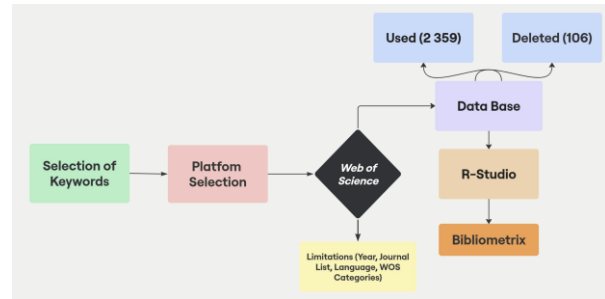 Used (2 359)
Deleted (106)
Data Base
Selection of
Keywords
Platfom
Selection
Web of
Science
R-Studio
Bibliometrix
Limitations (Year, Journal
List, Language, WOS
Categories)